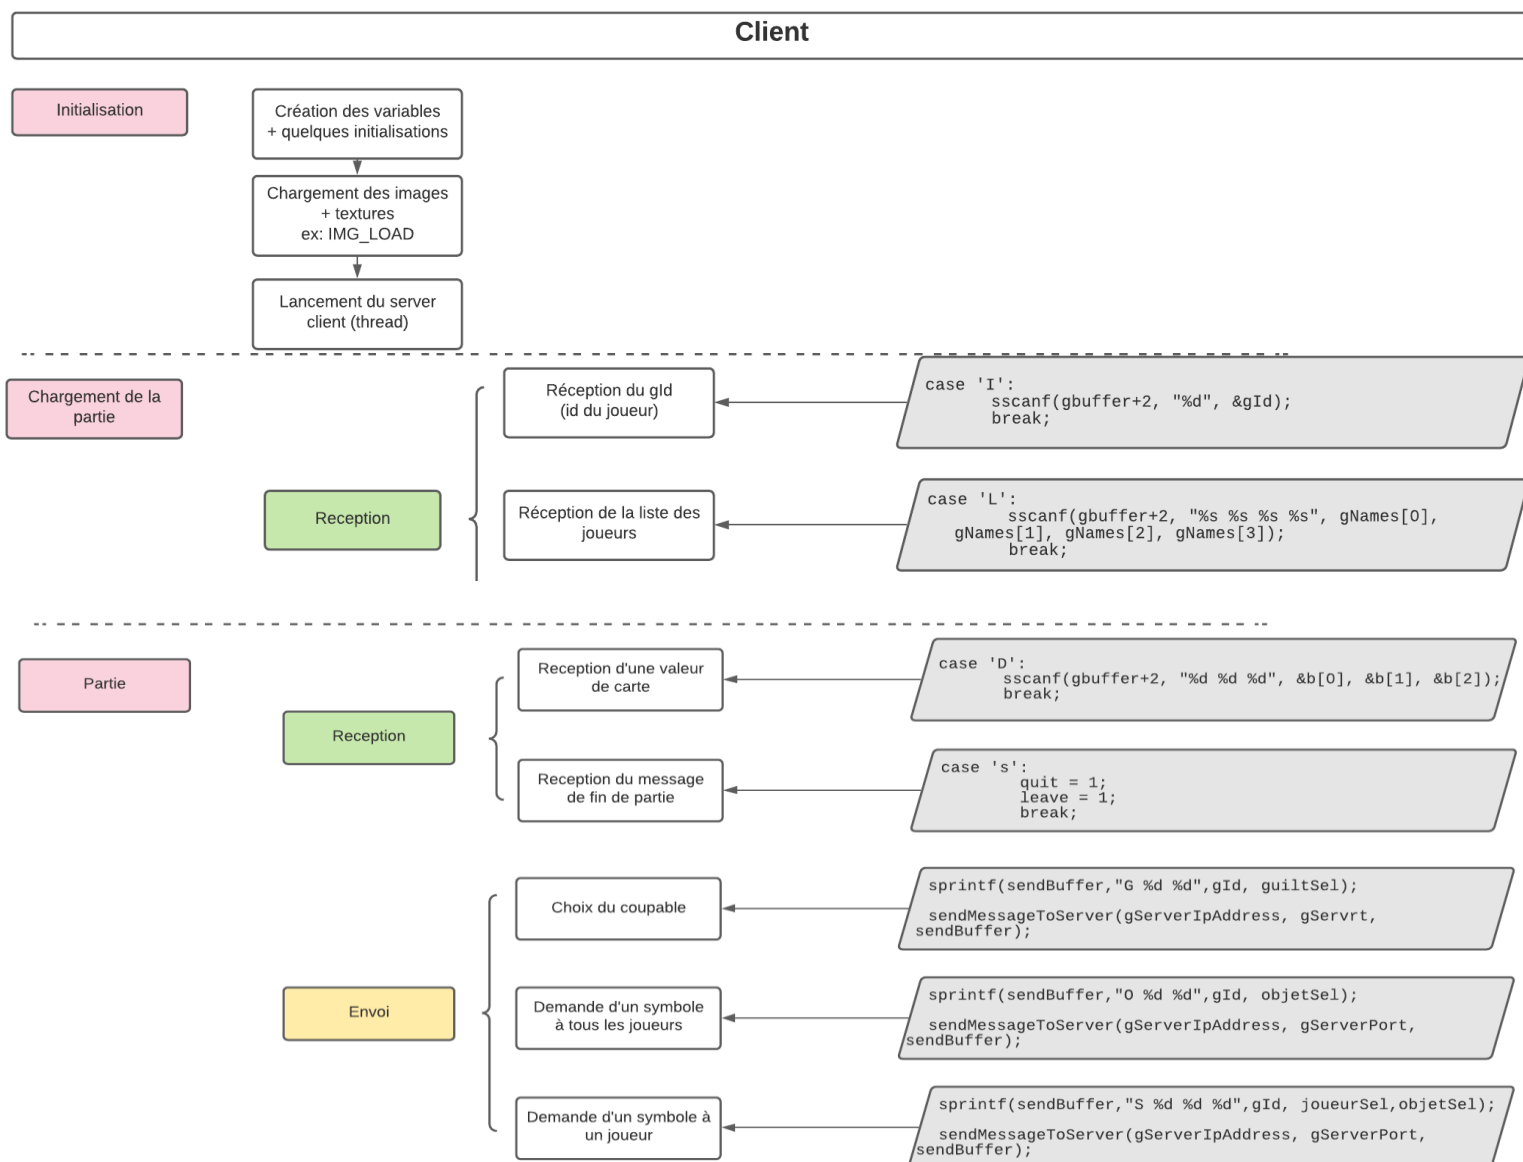 Client
Initialisation
Création des variables
+ quelques initialisations
Chargement des images
+ textures
ex: IMG_LOAD
Lancement du server
client (thread)
Chargement de la
partie
Réception du gId
(id du joueur)
case 'I':
sscanf(gbuffer+2, "%d", &gId);
break;
Reception
Réception de la liste des
joueurs
case 'L':
sscanf(gbuffer+2, "%s %s %s %s", gNames[0],
gNames[1], gNames[2], gNames[3]);
break;
Partie
Reception
Reception d'une valeur
de carte
case 'D':
sscanf(gbuffer+2, "%d %d %d", &b[0], &b[1], &b[2]);
break;
Reception du message
de fin de partie
case 's':
quit = 1;
leave = 1;
break;
Envoi
Choix du coupable
sprintf(sendBuffer,"G %d %d",gId, guiltSel);
sendMessageToServer(gServerIpAddress, gServrt,
sendBuffer);
Demande d'un symbole
à tous les joueurs
sprintf(sendBuffer,"O %d %d",gId, objetSel);
sendMessageToServer(gServerIpAddress, gServerPort,
sendBuffer);
Demande d'un symbole à
un joueur
sprintf(sendBuffer,"S %d %d %d",gId, joueurSel,objetSel);
sendMessageToServer(gServerIpAddress, gServerPort,
sendBuffer);